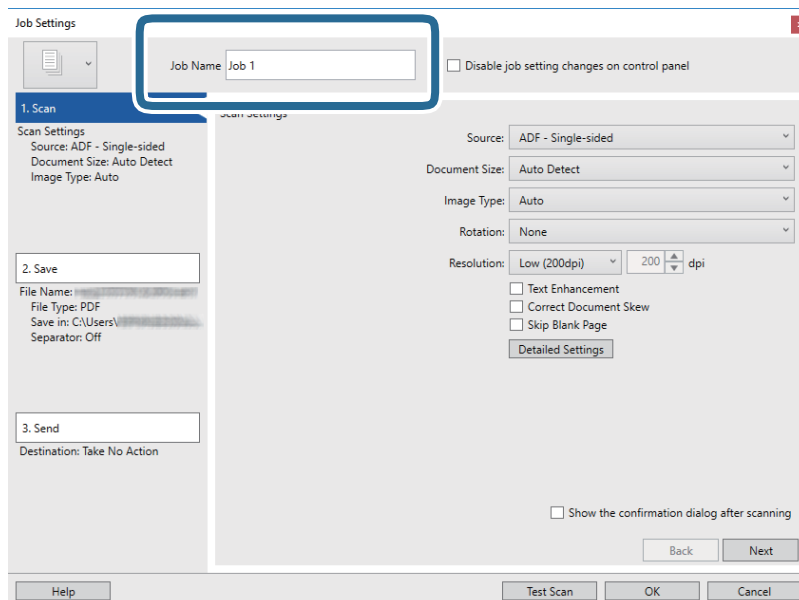 Job Settings
Job Name Job 1
Disable job setting changes on control panel
1. Scan
Scan Settings
Source: ADF - Single-sided
Document Size: Auto Detect
Image Type: Auto
2. Save
File Name:
File Type: PDF
Save in: C:\Users\
Separator: Off
3. Send
Destination: Take No Action
Scan Settings
Source: ADF - Single-sided
Document Size: Auto Detect
Image Type: Auto
Rotation: None
Resolution: Low (200dpi) 200 dpi
Text Enhancement
Correct Document Skew
Skip Blank Page
Detailed Settings
Show the confirmation dialog after scanning
Back Next
Help Test Scan OK Cancel